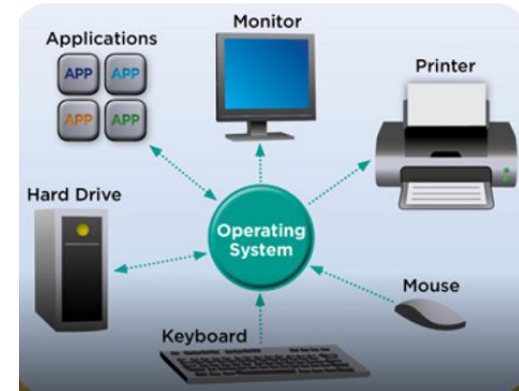 Monitor
Applications
Printer
APP APP
APP APP
Hard Drive
Operating
System
Mouse
Keyboard